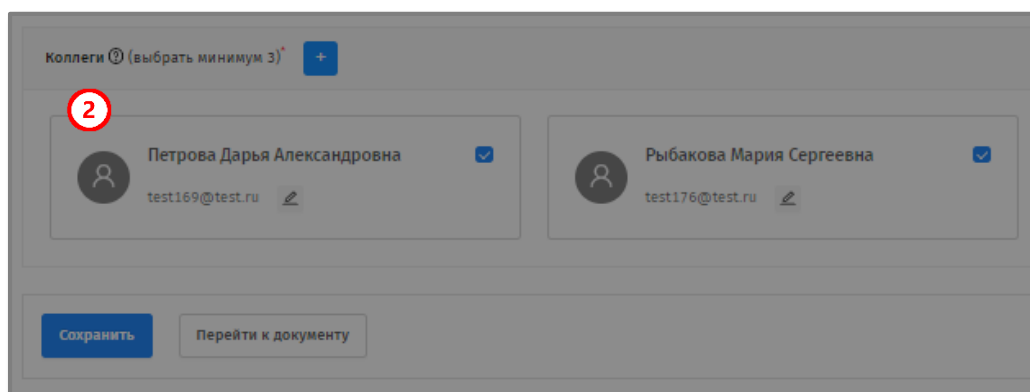 Коллеги ? (выбрать минимум 3)* +
2
Петрова Дарья Александровна
test169@test.ru
Рыбакова Мария Сергеевна
test176@test.ru
Сохранить
Перейти к документу